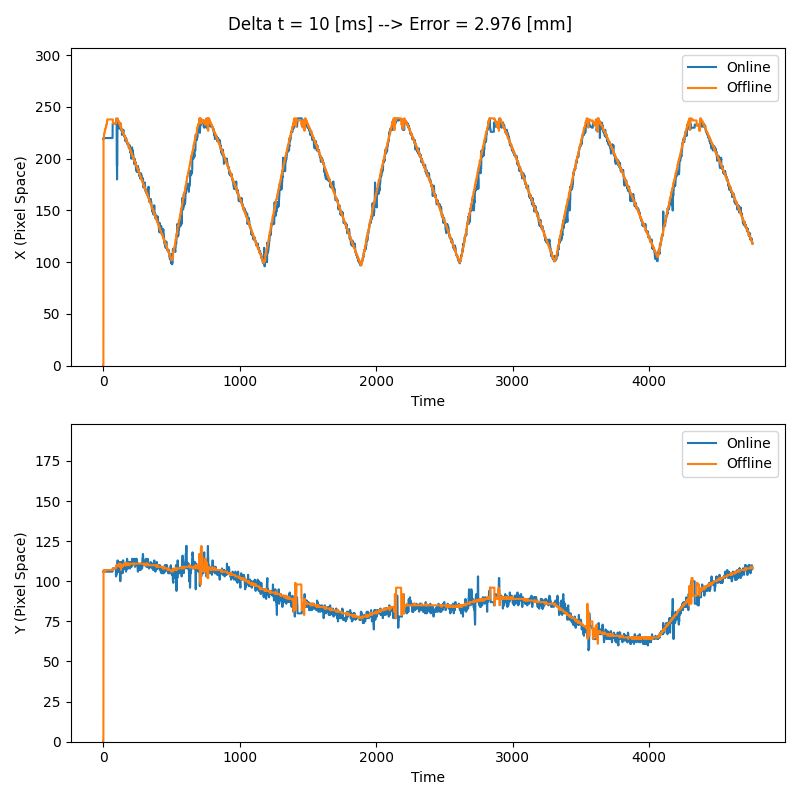 Delta t = 10 [ms] --> Error = 2.976 [mm]
300
250
200
150
100
50
0
X (Pixel Space)
Online
Offline
0
1000
2000
3000
4000
Time
175
150
125
100
75
50
25
0
Y (Pixel Space)
Online
Offline
0
1000
2000
3000
4000
Time